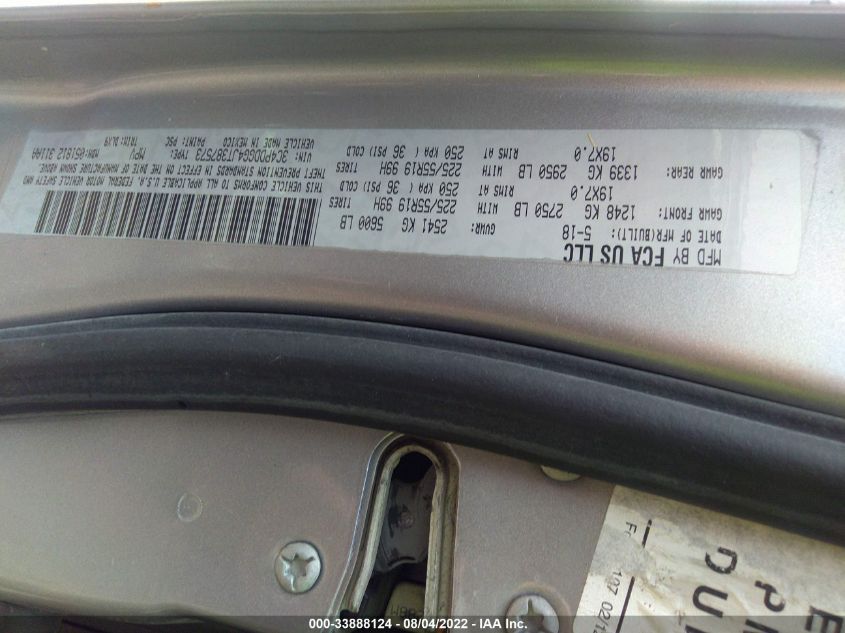 MFD BY FCA US LLC
DATE OF MFR(BUILT): 5-18 GVWR: 2541 KG 5600 LB
GAWR FRONT: 1248 KG 2750 LB WITH 225/55R19 99H TIRES
19X7.0 RIMS AT 250 KPA ( 36 PSI) COLD
GAWR REAR: 1339 KG 2950 LB WITH 225/55R19 99H TIRES
19X7.0 RIMS AT 250 KPA ( 36 PSI) COLD
THIS VEHICLE CONFORMS TO ALL APPLICABLE U.S.A. FEDERAL MOTOR VEHICLE SAFETY AND
THEFT PREVENTION STANDARDS IN EFFECT ON THE DATE OF MANUFACTURE SHOWN ABOVE.
VIN: 3C4PDDGG4JT387573 TYPE: MPV MDH:051812 311AA
VEHICLE MADE IN MEXICO PAINT: PSC TRIM: DLX9
107 02/12
000-33888124 - 08/04/2022 - IAA Inc.